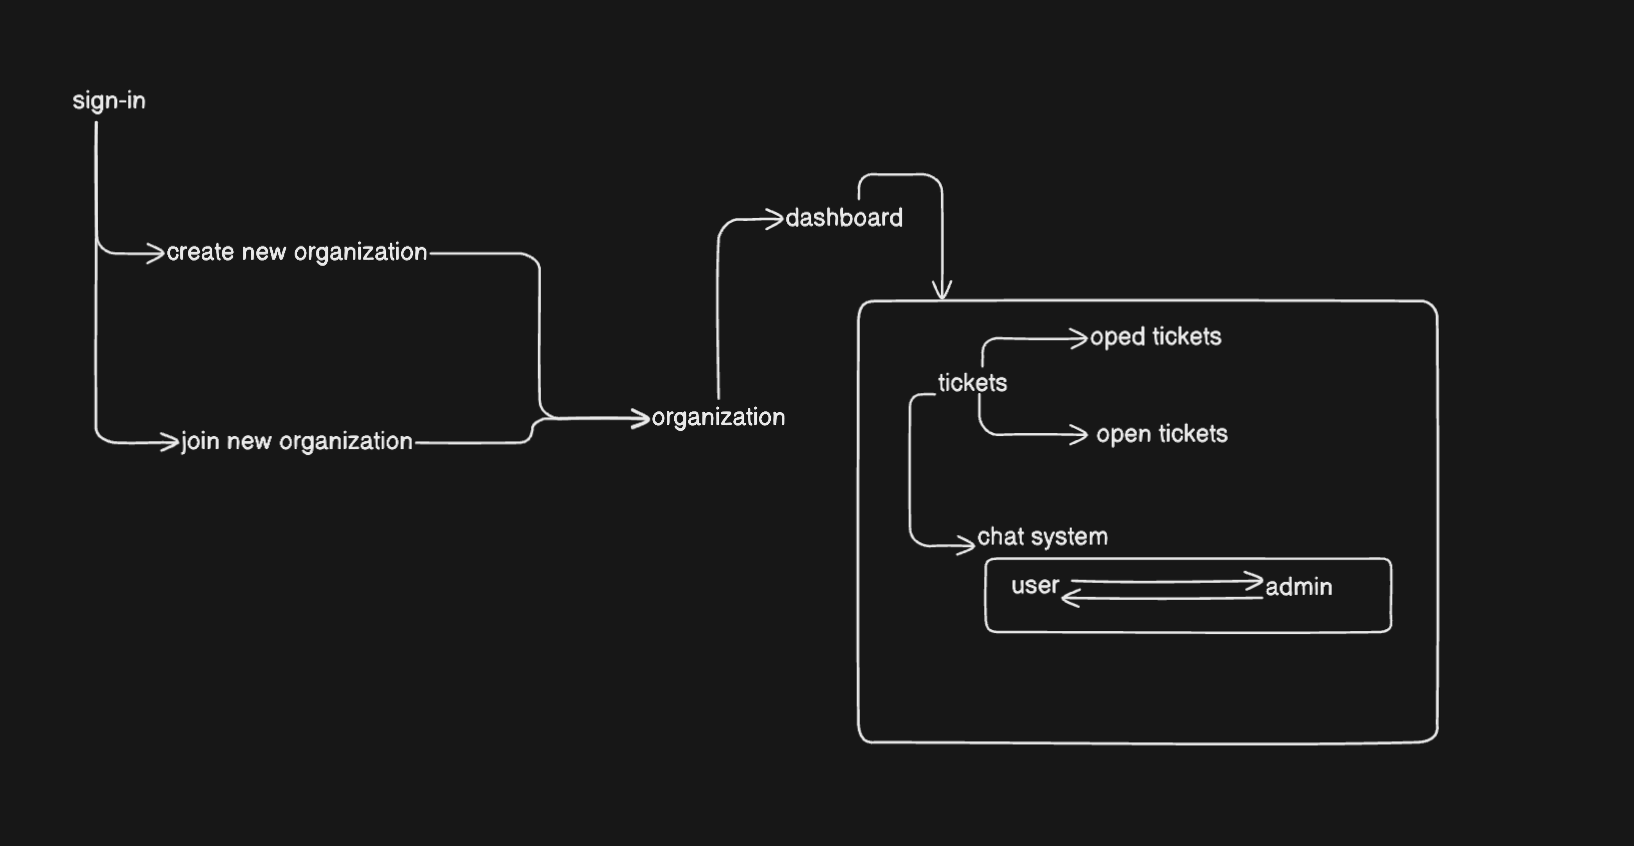 sign-in
create new organization
join new organization
organization
dashboard
oped tickets
tickets
open tickets
chat system
user
admin